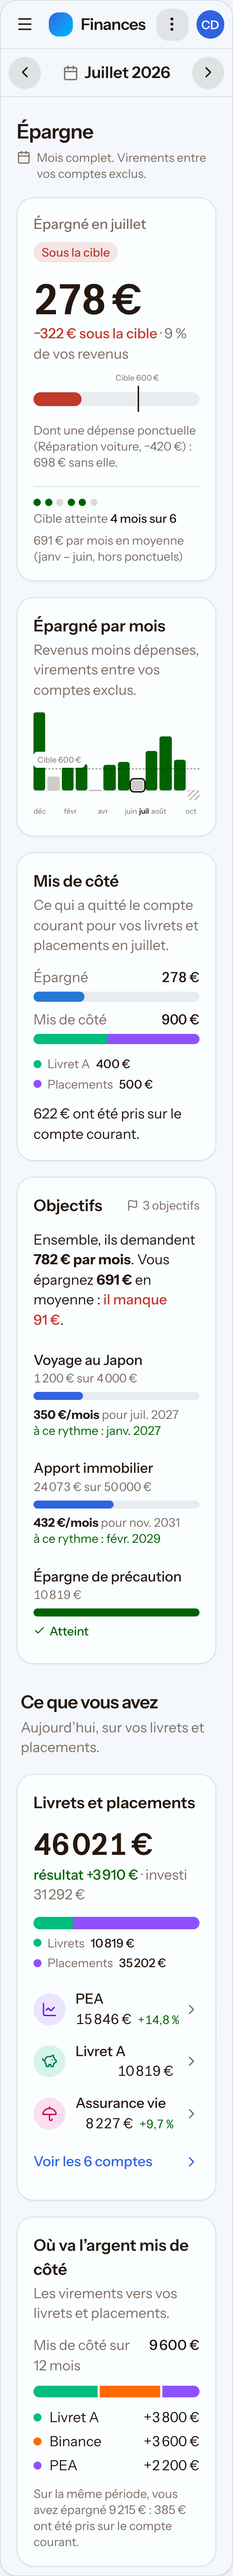 Finances
CD
Juillet 2026
Épargne
Mois complet. Virements entre
vos comptes exclus.
Épargné en juillet
Sous la cible
278 €
−322 € sous la cible · 9 %
de vos revenus
Cible 600 €
Dont une dépense ponctuelle
(Réparation voiture, −420 €) :
698 € sans elle.
Cible atteinte 4 mois sur 6
691 € par mois en moyenne
(janv – juin, hors ponctuels)
Épargné par mois
Revenus moins dépenses,
virements entre vos
comptes exclus.
Cible 600 €
déc févr avr juin juil août oct
Mis de côté
Ce qui a quitté le compte
courant pour vos livrets et
placements en juillet.
Épargné 278 €
Mis de côté 900 €
Livret A 400 €
Placements 500 €
622 € ont été pris sur le
compte courant.
Objectifs 3 objectifs
Ensemble, ils demandent
782 € par mois. Vous
épargnez 691 € en
moyenne : il manque
91 €.
Voyage au Japon
1 200 € sur 4 000 €
350 €/mois pour juil. 2027
à ce rythme : janv. 2027
Apport immobilier
24 073 € sur 50 000 €
432 €/mois pour nov. 2031
à ce rythme : févr. 2029
Épargne de précaution
10 819 €
Atteint
Ce que vous avez
Aujourd’hui, sur vos livrets et
placements.
Livrets et placements
46 021 €
résultat +3 910 € · investi
31 292 €
Livrets 10 819 €
Placements 35 202 €
PEA
15 846 € +14,8 %
Livret A
10 819 €
Assurance vie
8 227 € +9,7 %
Voir les 6 comptes
Où va l’argent mis de
côté
Les virements vers vos
livrets et placements.
Mis de côté sur 9 600 €
12 mois
Livret A +3 800 €
Binance +3 600 €
PEA +2 200 €
Sur la même période, vous
avez épargné 9 215 € : 385 €
ont été pris sur le compte
courant.